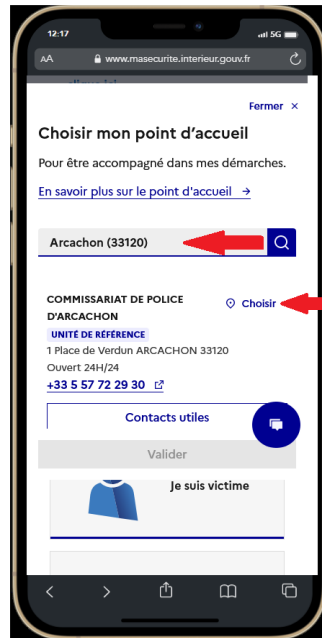 12:17
5G
AA
www.masecurite.interieur.gouv.fr
Fermer ×
Choisir mon point d'accueil
Pour être accompagné dans mes démarches.
En savoir plus sur le point d'accueil →
Arcachon (33120)
COMMISSARIAT DE POLICE
D'ARCACHON
Choisir
UNITÉ DE RÉFÉRENCE
1 Place de Verdun ARCACHON 33120
Ouvert 24H/24
+33 5 57 72 29 30
Contacts utiles
Valider
Je suis victime